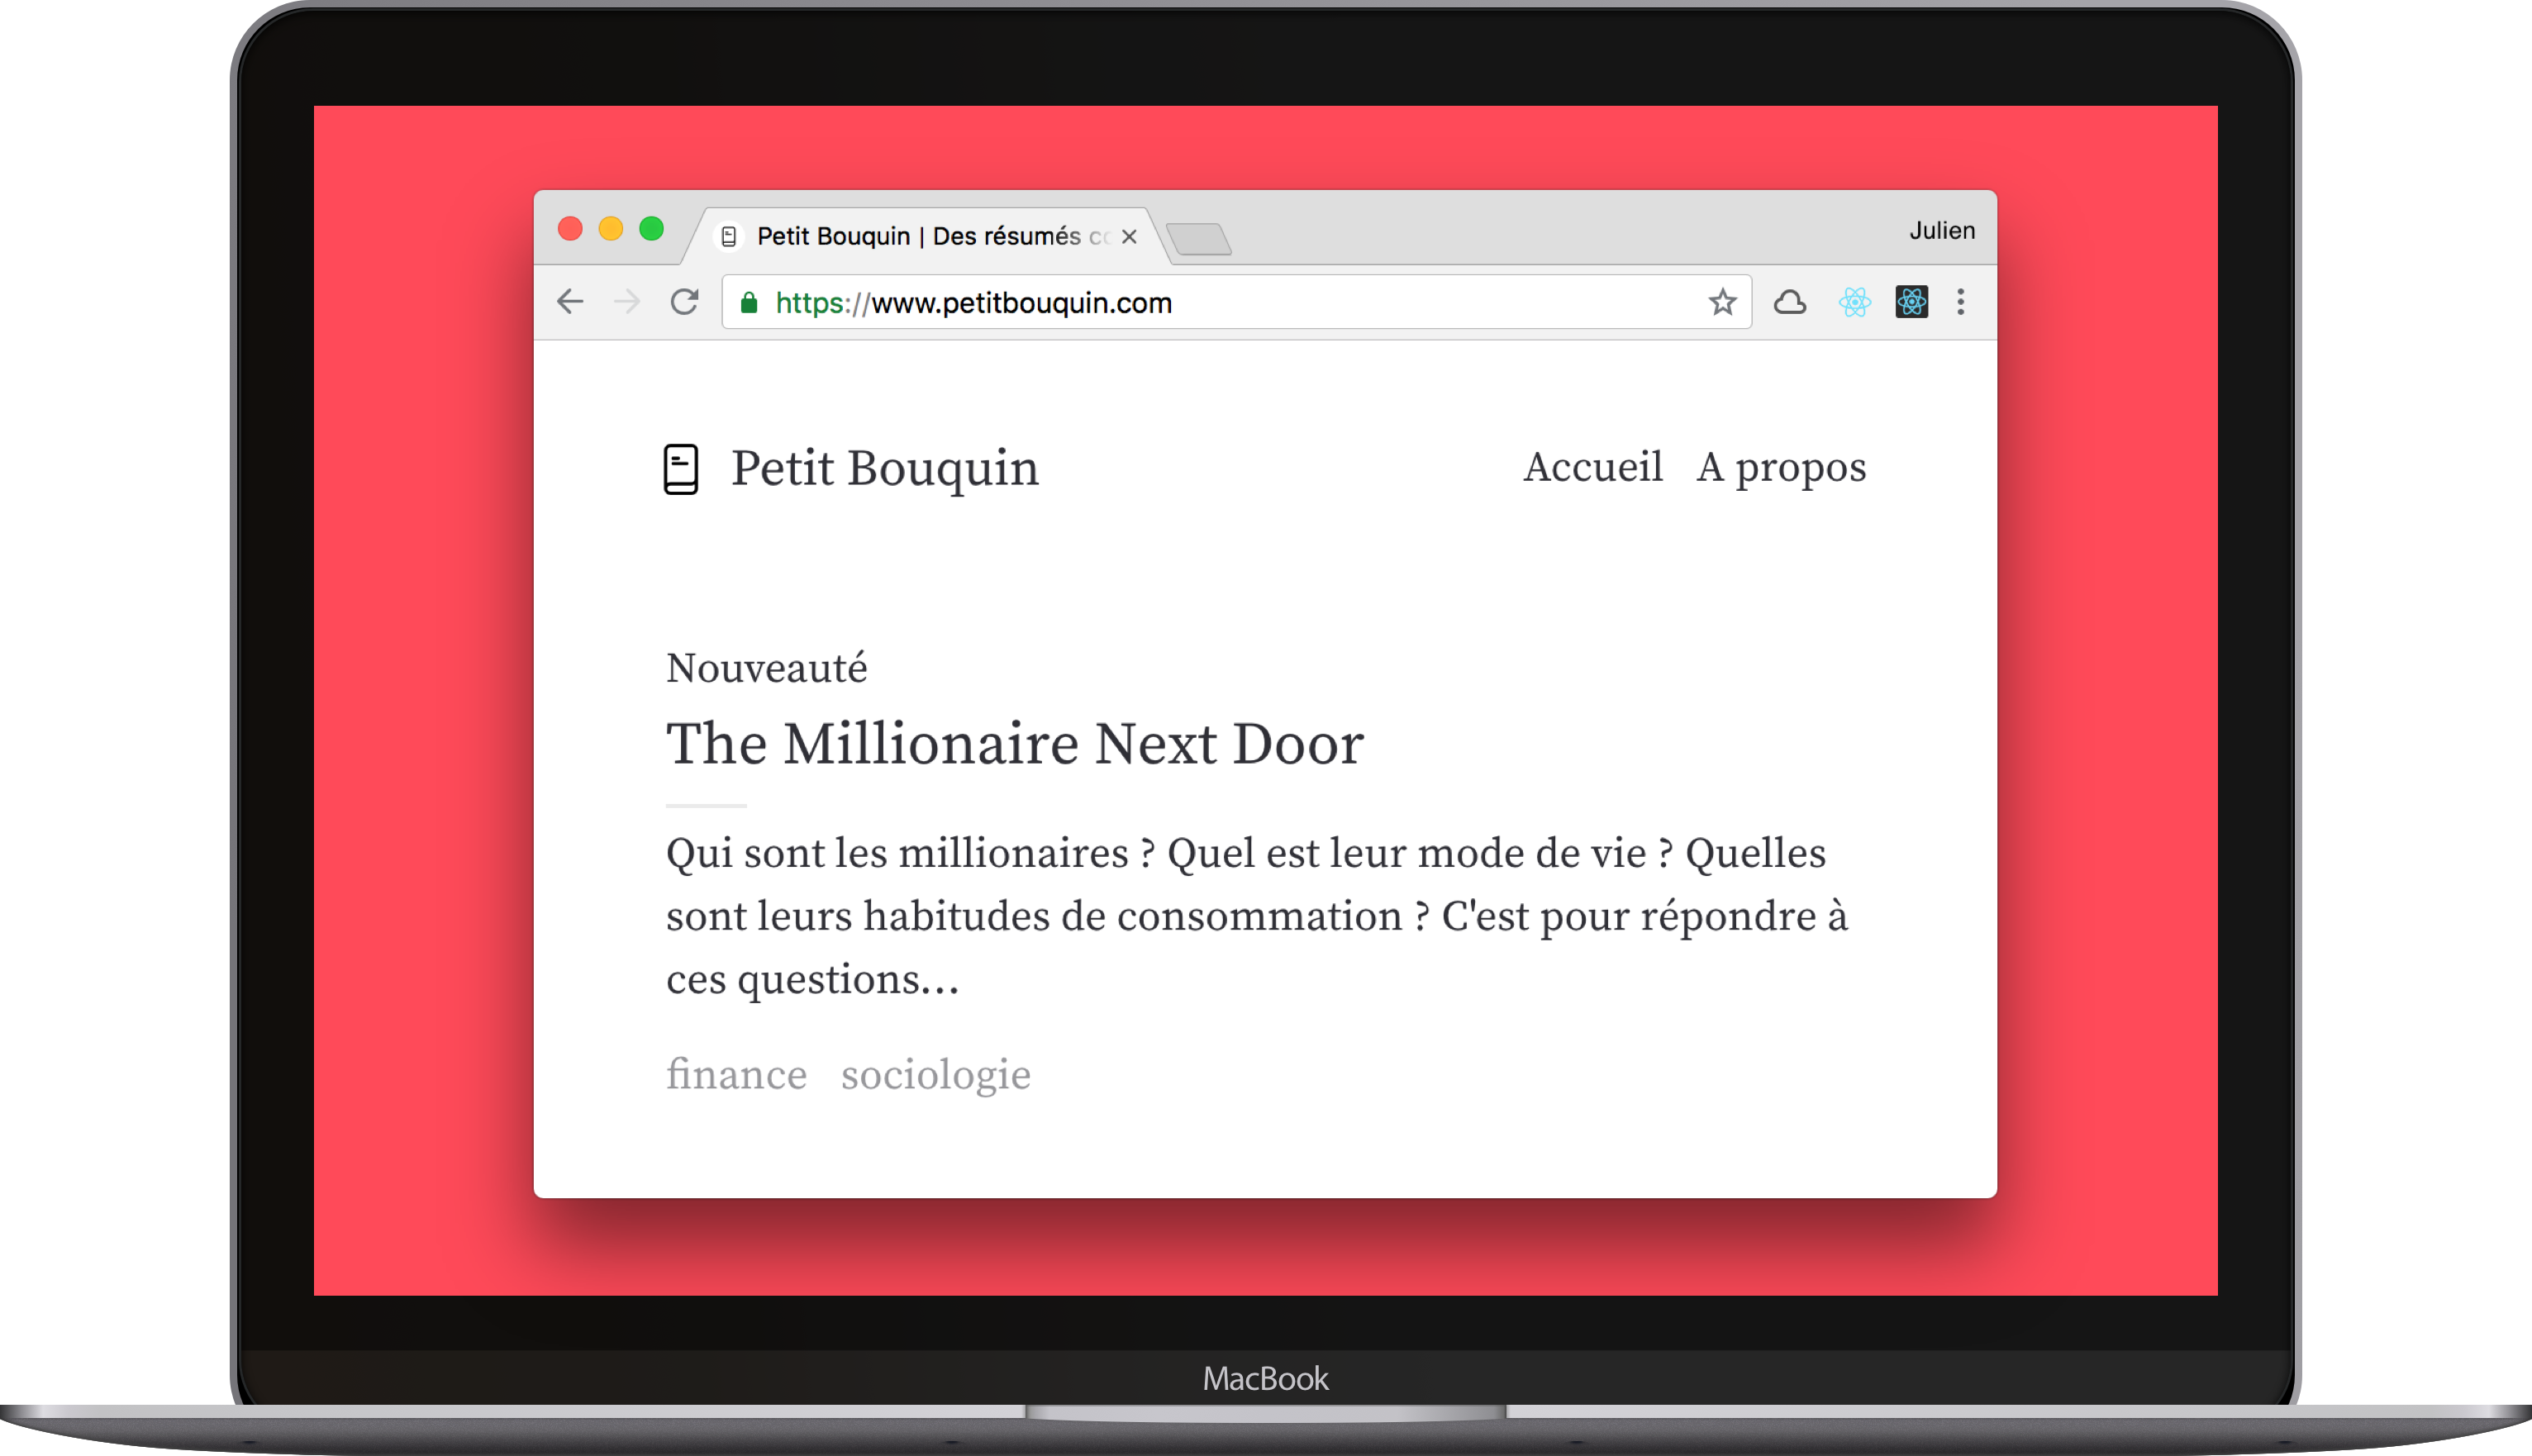 Petit Bouquin | Des résumés
Julien
https://www.petitbouquin.com
Petit Bouquin
Accueil A propos
Nouveauté
The Millionaire Next Door
Qui sont les millionaires ? Quel est leur mode de vie ? Quelles
sont leurs habitudes de consommation ? C'est pour répondre à
ces questions...
finance sociologie
MacBook